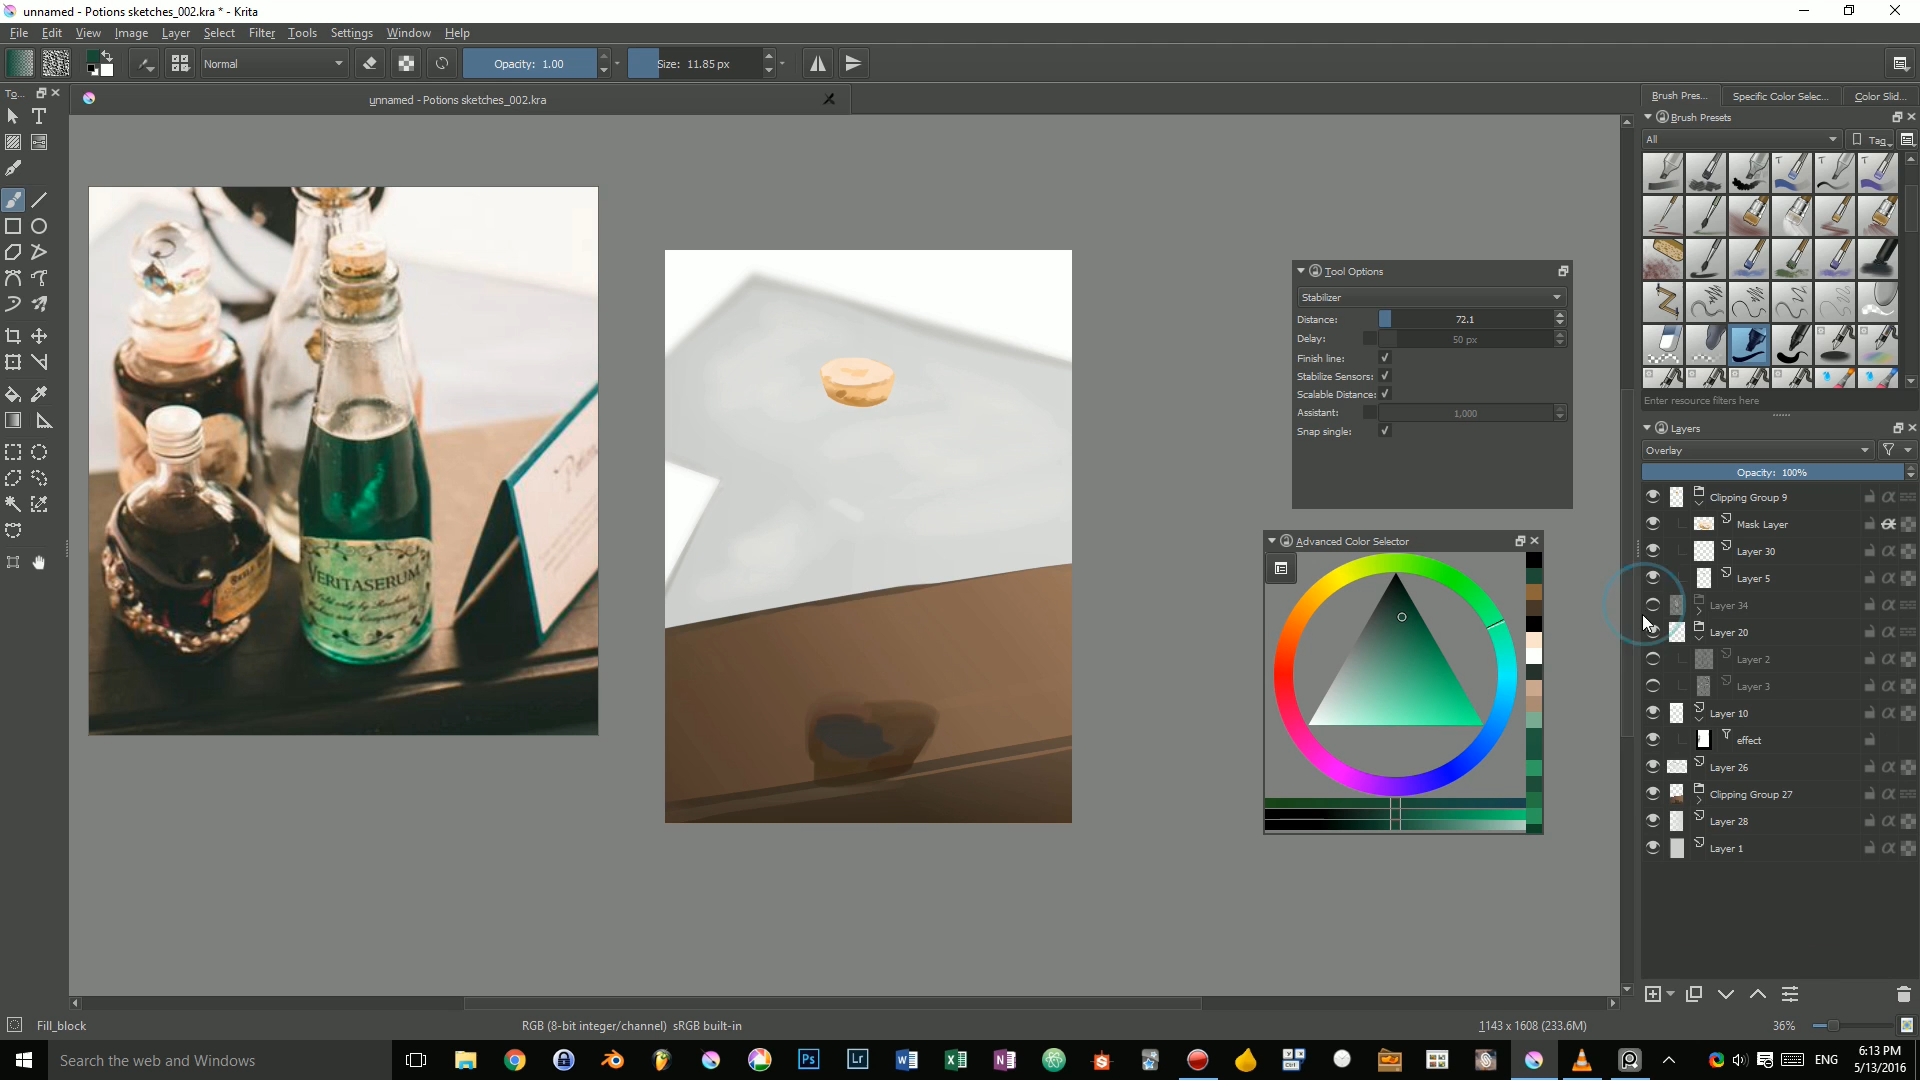 unnamed - Potions sketches_002.kra * - Krita
File Edit View Image Layer Select Filter Tools Settings Window Help
Normal
Opacity: 1.00
Size: 11.85 px
To...
unnamed - Potions sketches_002.kra
Brush Pres...
Specific Color Selec...
Color Slid...
Brush Presets
All
Tag
Enter resource filters here
Tool Options
Stabilizer
Distance: 72.1
Delay: 50 px
Finish line:
Stabilize Sensors:
Scalable Distance:
Assistant: 1,000
Snap single:
Advanced Color Selector
VERITASERUM
Layers
Overlay
Opacity: 100%
Clipping Group 9
Mask Layer
Layer 30
Layer 5
Layer 34
Layer 20
Layer 2
Layer 3
Layer 10
effect
Layer 26
Clipping Group 27
Layer 28
Layer 1
Fill_block
RGB (8-bit integer/channel) sRGB built-in
1143 x 1608 (233.6M)
36%
Search the web and Windows
ENG
6:13 PM
5/13/2016